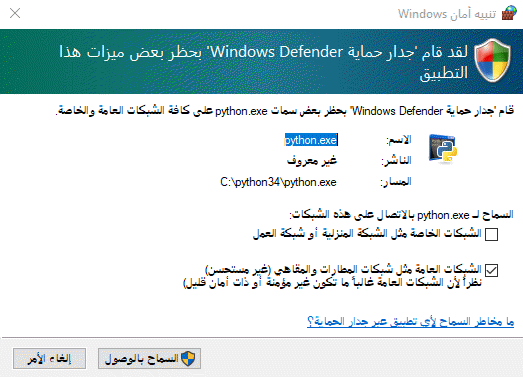 تنبيه أمان Windows
لقد قام 'جدار حماية Windows Defender' بحظر بعض ميزات هذا
التطبيق
قام 'جدار حماية Windows Defender' بحظر بعض سمات python.exe على كافة الشبكات العامة والخاصة.
الاسم: python.exe
الناشر: غير معروف
المسار: C:\python34\python.exe
السماح لـ python.exe بالاتصال على هذه الشبكات:
الشبكات الخاصة مثل الشبكة المنزلية أو شبكة العمل
الشبكات العامة مثل شبكات المطارات والمقاهي (غير مستحسن)
نظراً لأن الشبكات العامة غالباً ما تكون غير مؤمنة أو ذات أمان قليل)
ما مخاطر السماح لأي تطبيق عبر جدار الحماية؟
السماح بالوصول
إلغاء الأمر